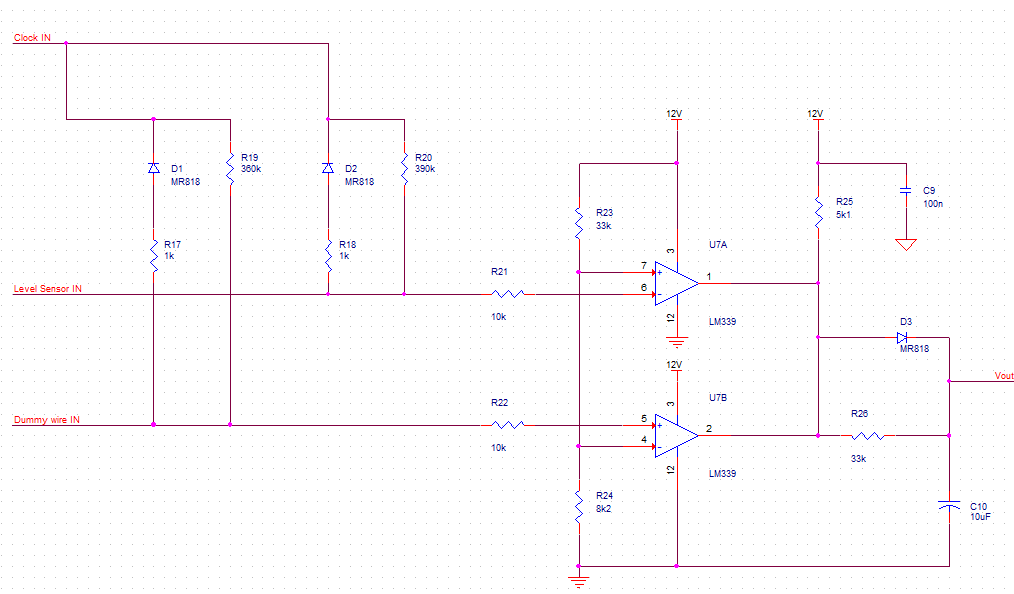 Clock IN
12V
12V
D1
MR818
R19
360k
D2
MR818
R20
390k
C9
100n
R25
5k1
R23
33k
R17
1k
R18
1k
3
U7A
7
+
1
6
-
Level Sensor IN
R21
10k
12
LM339
D3
MR818
12V
Vout
3
U7B
R22
Dummy wire IN
5
+
2
4
-
R26
33k
10k
12
LM339
R24
8k2
C10
10uF